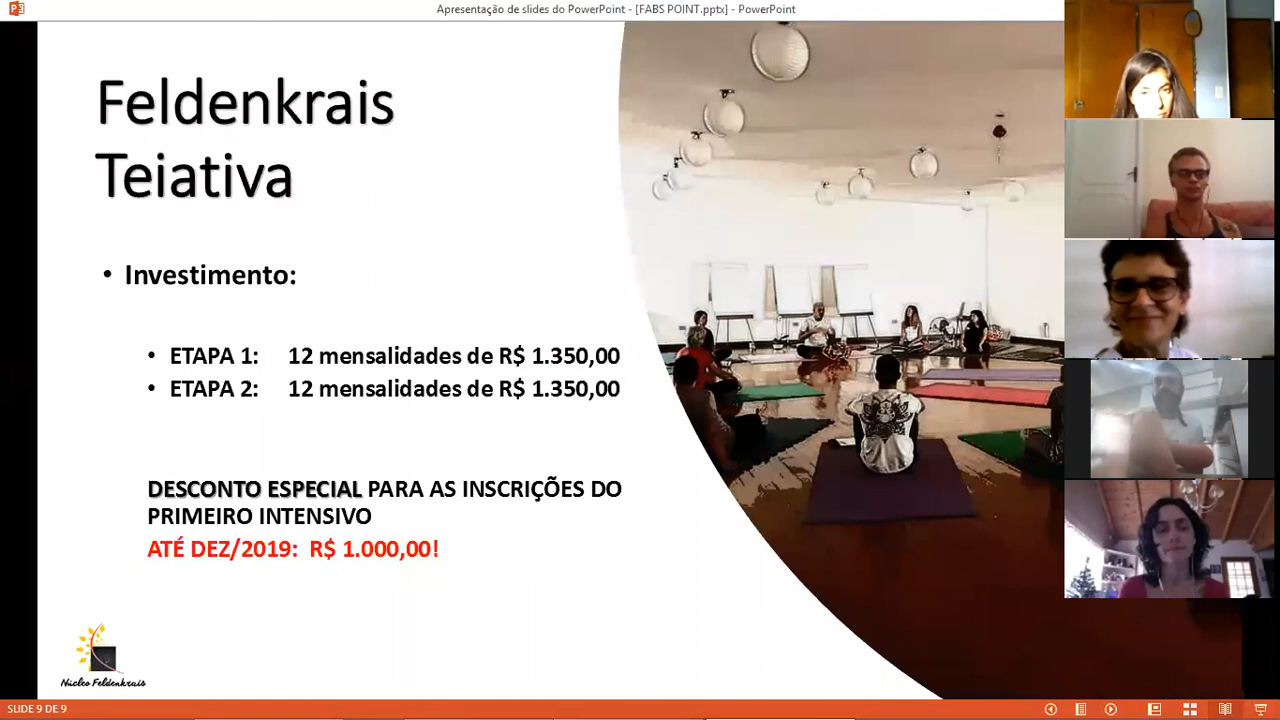 Apresentação de slides do PowerPoint - [FABS POINT.pptx] - PowerPoint
Feldenkrais
Teiativa
• Investimento:
• ETAPA 1: 12 mensalidades de R$ 1.350,00
• ETAPA 2: 12 mensalidades de R$ 1.350,00
DESCONTO ESPECIAL PARA AS INSCRIÇÕES DO
PRIMEIRO INTENSIVO
ATÉ DEZ/2019: R$ 1.000,00!
Núcleo Feldenkrais
SLIDE 9 DE 9